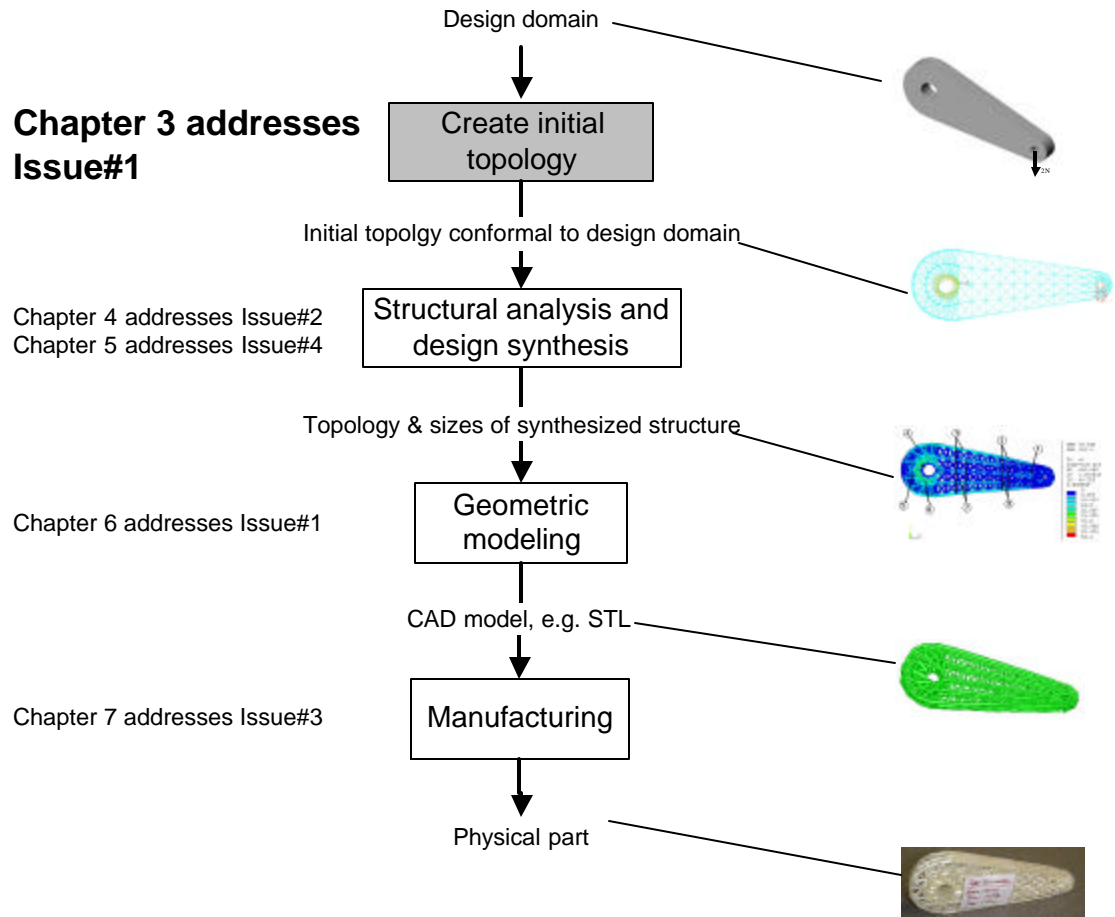 Design domain
Chapter 3 addresses
Issue#1
Create initial
topology
2N
Initial topolgy conformal to design domain
Chapter 4 addresses Issue#2
Chapter 5 addresses Issue#4
Structural analysis and
design synthesis
Topology & sizes of synthesized structure
Chapter 6 addresses Issue#1
Geometric
modeling
CAD model, e.g. STL
Chapter 7 addresses Issue#3
Manufacturing
Physical part